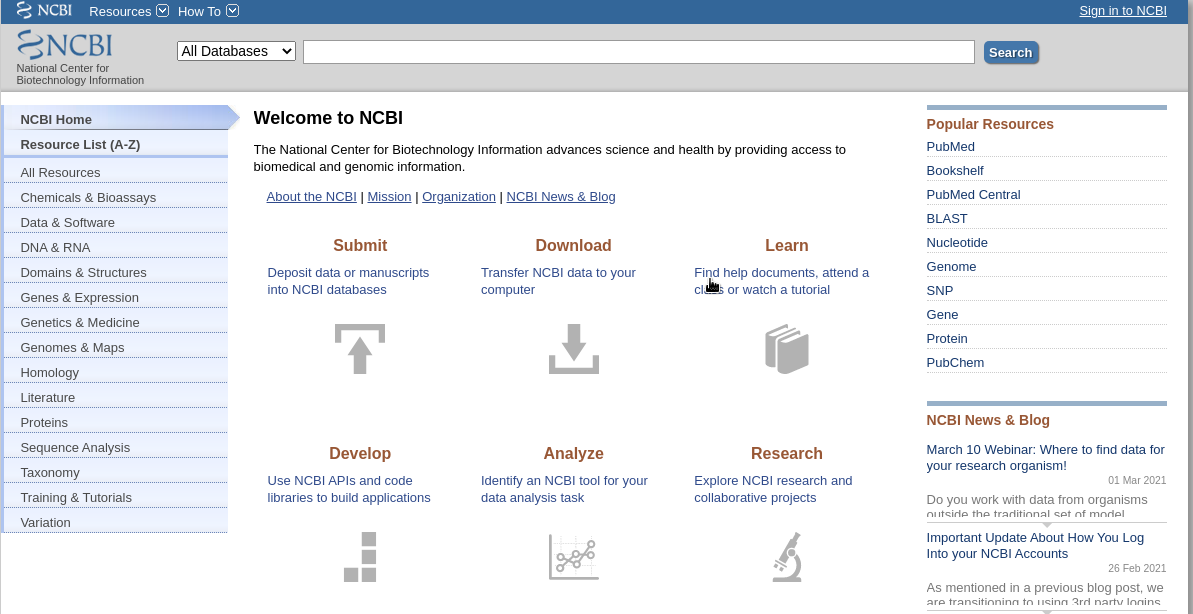 NCBI Resources How To Sign in to NCBI
NCBI
National Center for
Biotechnology Information
All Databases
Search
NCBI Home
Resource List (A-Z)
All Resources
Chemicals & Bioassays
Data & Software
DNA & RNA
Domains & Structures
Genes & Expression
Genetics & Medicine
Genomes & Maps
Homology
Literature
Proteins
Sequence Analysis
Taxonomy
Training & Tutorials
Variation
Welcome to NCBI
The National Center for Biotechnology Information advances science and health by providing access to
biomedical and genomic information.
About the NCBI | Mission | Organization | NCBI News & Blog
Submit
Deposit data or manuscripts
into NCBI databases
Download
Transfer NCBI data to your
computer
Learn
Find help documents, attend a
class or watch a tutorial
Develop
Use NCBI APIs and code
libraries to build applications
Analyze
Identify an NCBI tool for your
data analysis task
Research
Explore NCBI research and
collaborative projects
Popular Resources
PubMed
Bookshelf
PubMed Central
BLAST
Nucleotide
Genome
SNP
Gene
Protein
PubChem
NCBI News & Blog
March 10 Webinar: Where to find data for
your research organism!
01 Mar 2021
Do you work with data from organisms
outside the traditional set of model
Important Update About How You Log
Into your NCBI Accounts
26 Feb 2021
As mentioned in a previous blog post, we
are transitioning to using 3rd party logins